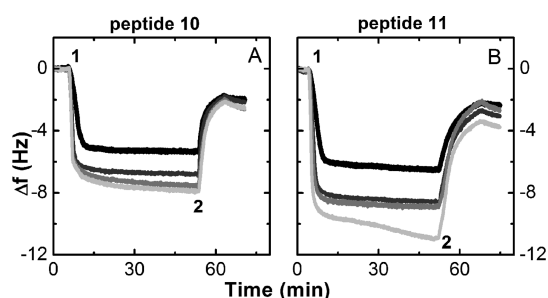 peptide 10 peptide 11
1 A 1 B
0 0
-4 -4
Δf (Hz)
-8 -8
2 2
-12 -12
0 30 60 0 30 60
Time (min)